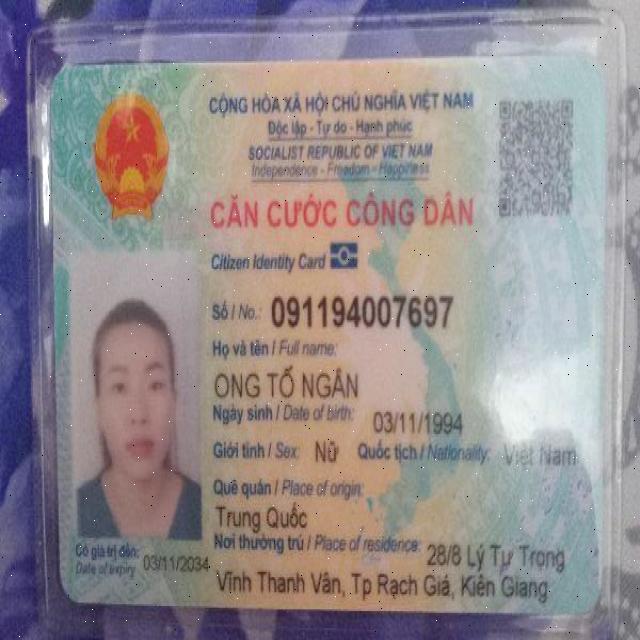 CỘNG HÒA XÃ HỘI CHỦ NGHĨA VIỆT NAM
Độc lập - Tự do - Hạnh phúc
SOCIALIST REPUBLIC OF VIET NAM
Independence - Freedom - Happiness
CĂN CƯỚC CÔNG DÂN
Citizen Identity Card
Số / No.: 091194007697
Họ và tên / Full name:
ONG TỐ NGÂN
Ngày sinh / Date of birth: 03/11/1994
Giới tính / Sex: Nữ Quốc tịch / Nationality: Việt Nam
Quê quán / Place of origin:
Trung Quốc
Nơi thường trú / Place of residence: 28/8 Lý Tự Trọng
Vĩnh Thanh Vân, Tp Rạch Giá, Kiên Giang
Có giá trị đến: 03/11/2034
Date of expiry